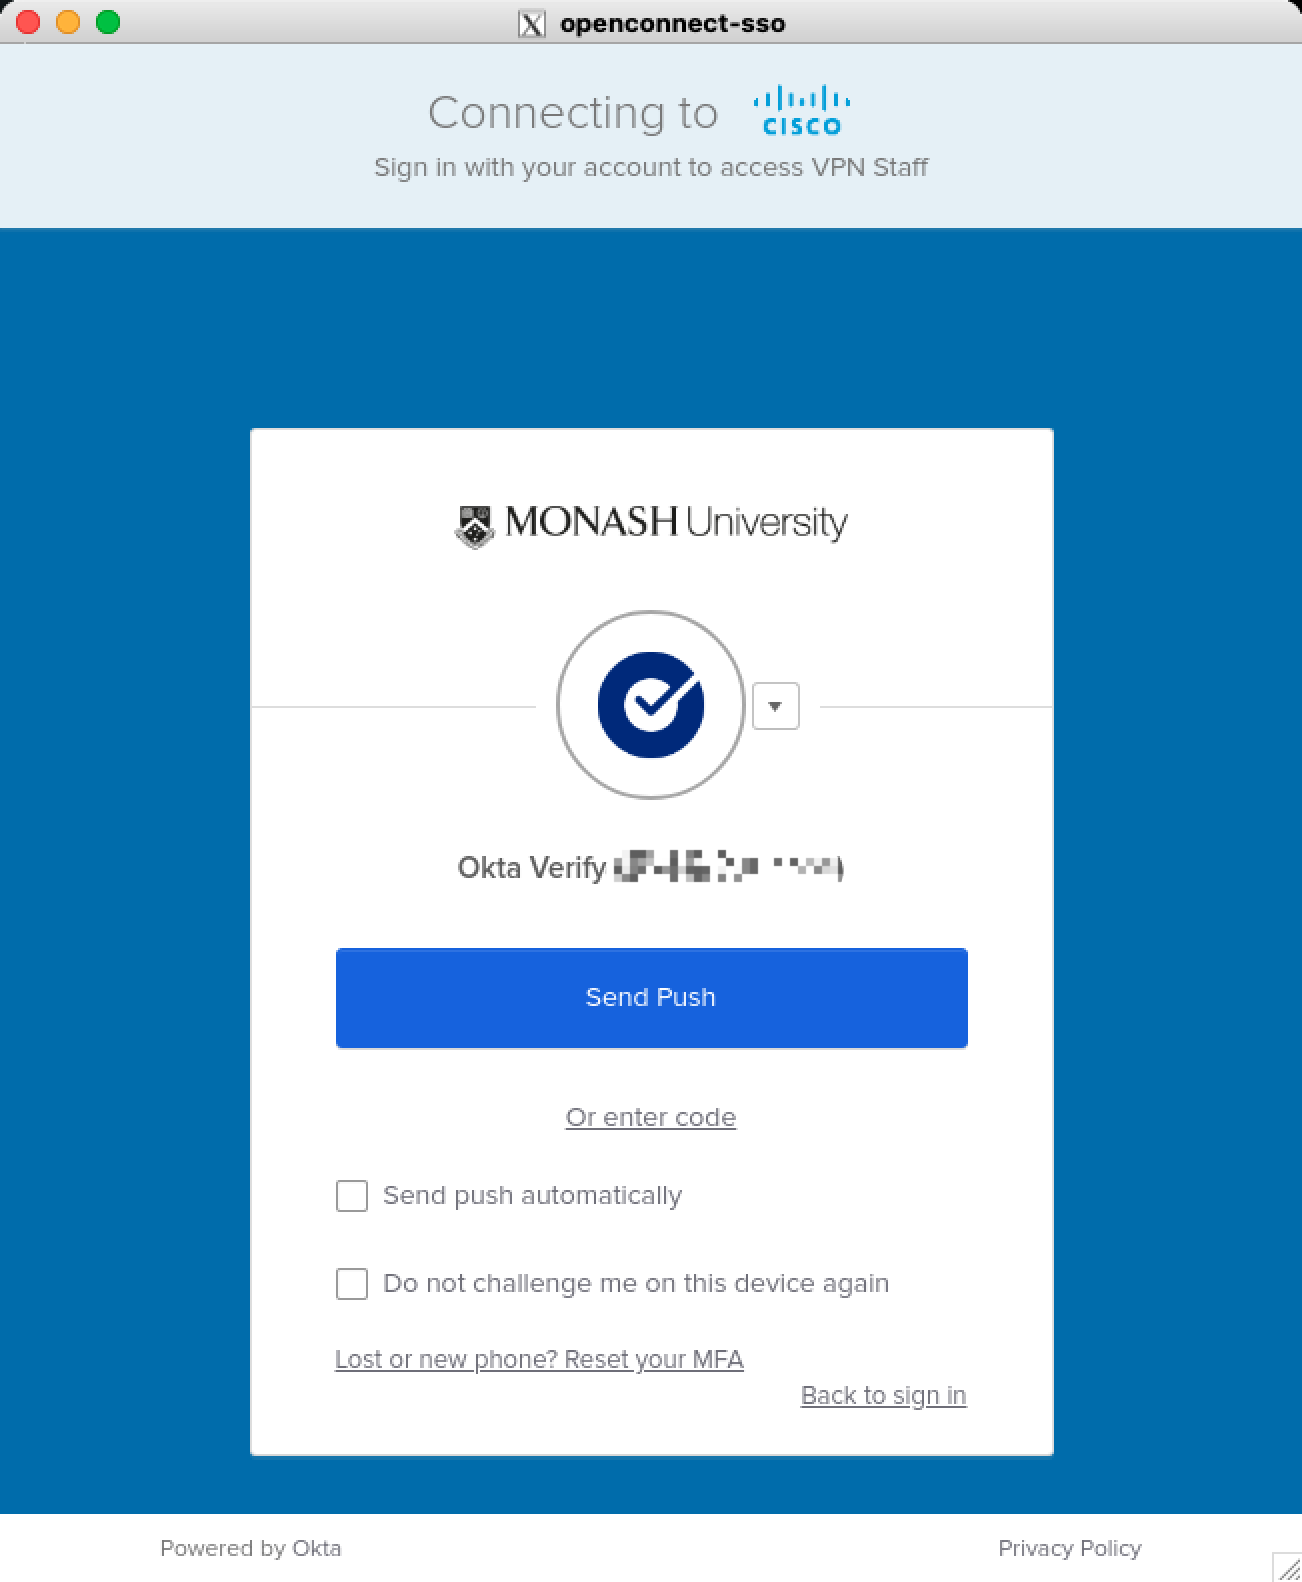 openconnect-sso
Connecting to
CISCO
Sign in with your account to access VPN Staff
MONASH University
Okta Verify
Send Push
Or enter code
Send push automatically
Do not challenge me on this device again
Lost or new phone? Reset your MFA
Back to sign in
Powered by Okta
Privacy Policy